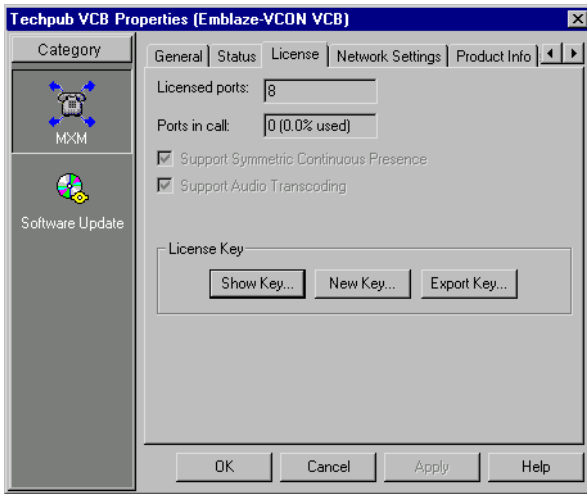 Techpub VCB Properties (Emblaze-VCON VCB)
Category
General Status License Network Settings Product Info
MXM
Software Update
Licensed ports: 8
Ports in call: 0 (0.0% used)
Support Symmetric Continuous Presence
Support Audio Transcoding
License Key
Show Key... New Key... Export Key...
OK Cancel Apply Help